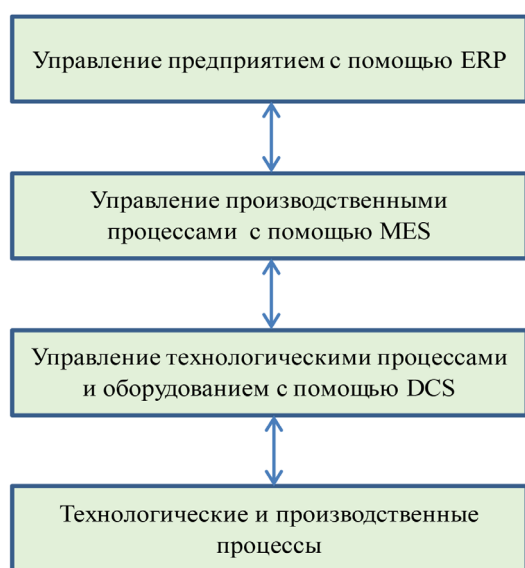 Управление предприятием с помощью ERP
Управление производственными
процессами с помощью MES
Управление технологическими процессами
и оборудованием с помощью DCS
Технологические и производственные
процессы